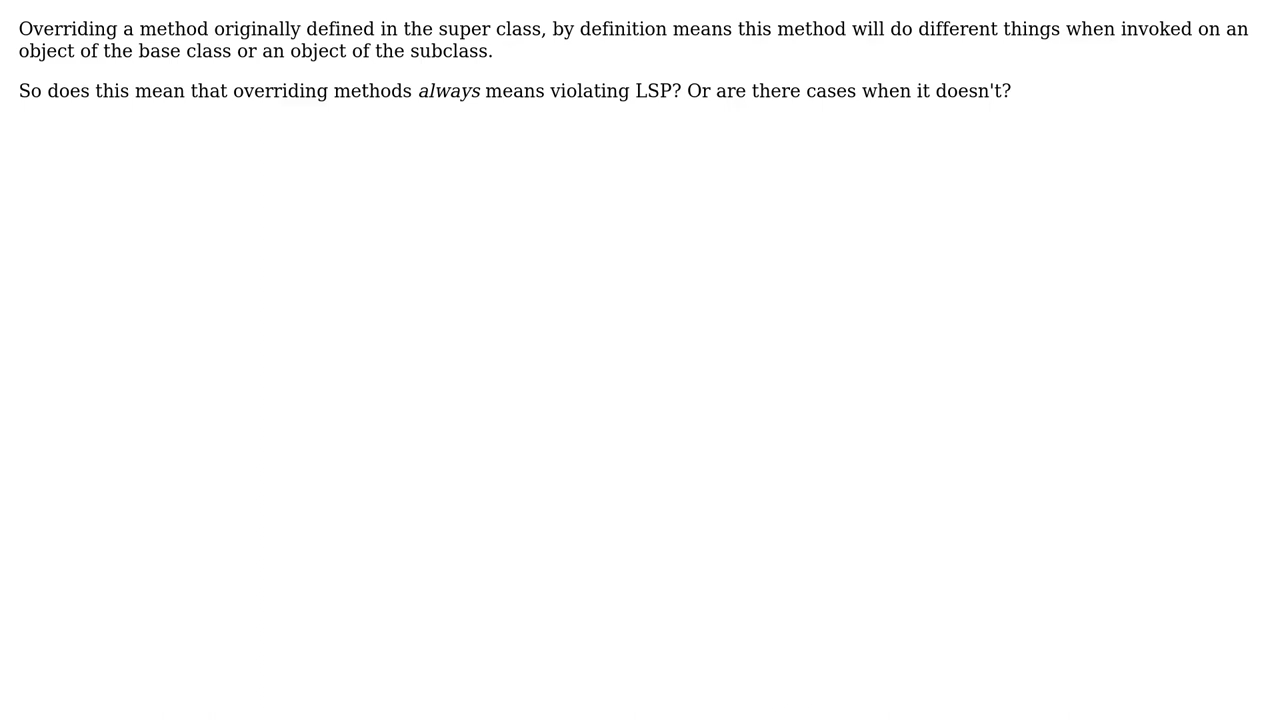 Overriding a method originally defined in the super class, by definition means this method will do different things when invoked on an
object of the base class or an object of the subclass.
So does this mean that overriding methods always means violating LSP? Or are there cases when it doesn't?